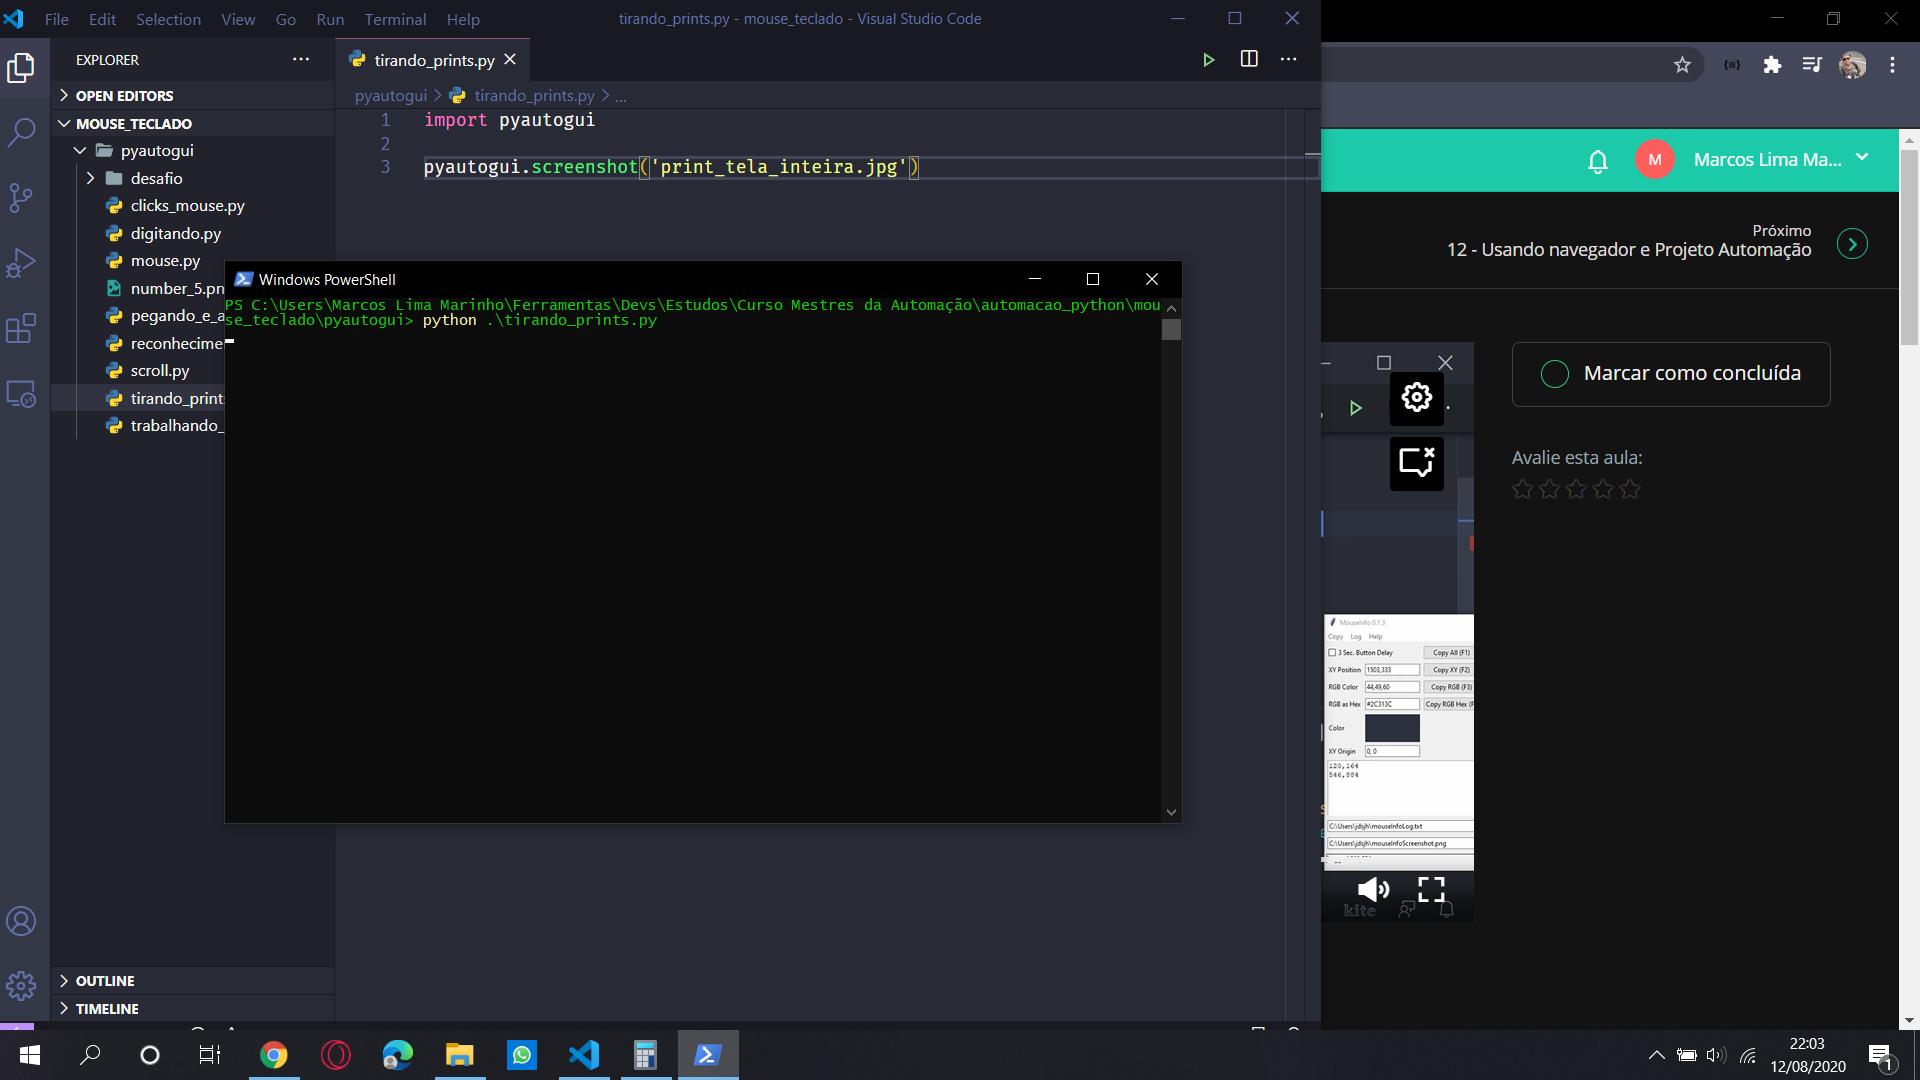 File Edit Selection View Go Run Terminal Help
tirando_prints.py - mouse_teclado - Visual Studio Code
EXPLORER
OPEN EDITORS
MOUSE_TECLADO
pyautogui
desafio
clicks_mouse.py
digitando.py
mouse.py
number_5.pn
pegando_e_a
reconhecime
scroll.py
tirando_print
trabalhando_
OUTLINE
TIMELINE
tirando_prints.py
pyautogui > tirando_prints.py > ...
1 import pyautogui
2
3 pyautogui.screenshot('print_tela_inteira.jpg')
Windows PowerShell
PS C:\Users\Marcos Lima Marinho\Ferramentas\Devs\Estudos\Curso Mestres da Automação\automacao_python\mou
se_teclado\pyautogui> python .\tirando_prints.py
M Marcos Lima Ma...
Próximo
12 - Usando navegador e Projeto Automação
Marcar como concluída
Avalie esta aula:
MouseInfo 0.1.3
Copy Log Help
3 Sec. Button Delay Copy All (F1)
XY Position 1503,333 Copy XY (F2)
RGB Color 44,49,60 Copy RGB (F3)
RGB as Hex #2C313C Copy RGB Hex (F
Color
XY Origin 0, 0
120,164
546,884
C:\Users\jdsjh\mouseInfoLog.txt
C:\Users\jdsjh\mouseInfoScreenshot.png
kite
22:03
12/08/2020
1